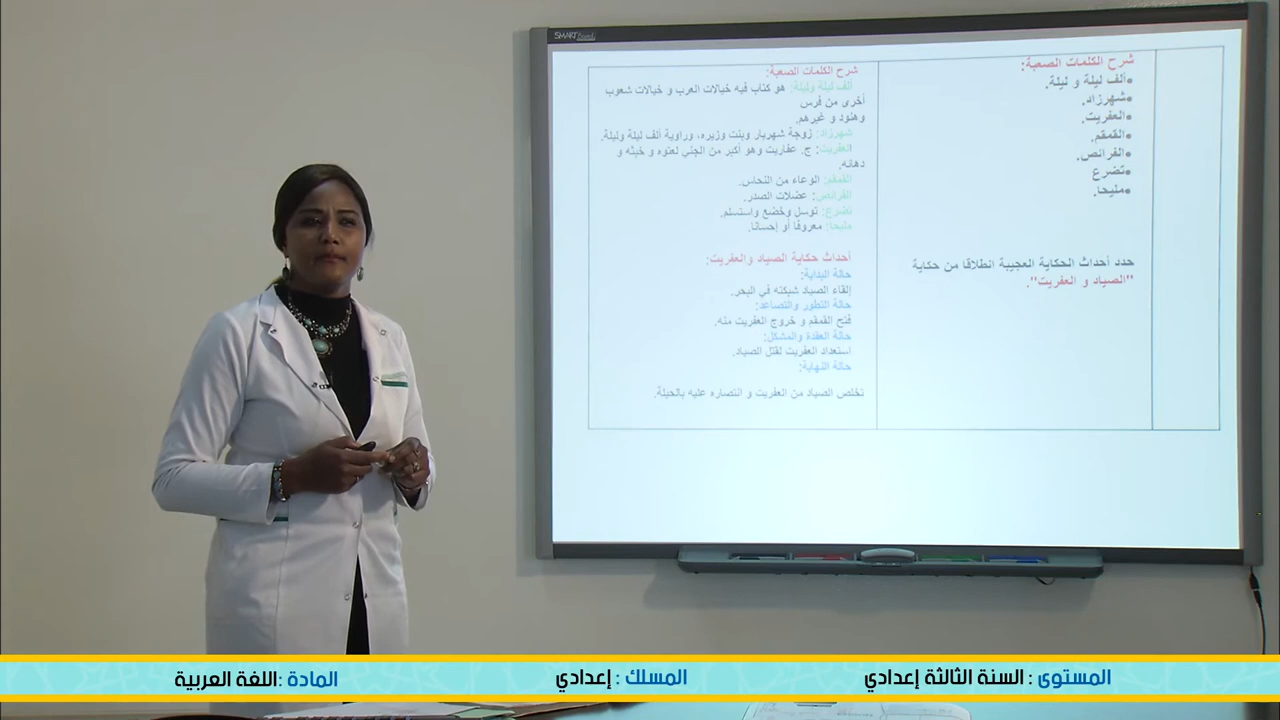 SMART Board
شرح الكلمات الصعبة:
•ألف ليلة و ليلة.
•شهرزاد.
•العفريت.
•القمقم.
•الفرائص.
•تضرع
•مليحا.
حدد أحداث الحكاية العجيبة انطلاقا من حكاية
"الصياد و العفريت".
شرح الكلمات الصعبة:
ألف ليلة وليلة: هو كتاب فيه خيالات العرب و خيالات شعوب
أخرى من فرس
وهنود و غيرهم.
شهرزاد: زوجة شهريار وبنت وزيره، وراوية ألف ليلة وليلة.
العفريت: ج. عفاريت وهو أكبر من الجني لعتوه و خبثه و
دهائه.
القمقم: الوعاء من النحاس.
الفرائص: عضلات الصدر.
تضرع: توسل وخضع واستسلم.
مليحا: معروفا أو إحسانا.
أحداث حكاية الصياد والعفريت:
حالة البداية:
إلقاء الصياد شبكته في البحر.
حالة التطور والتصاعد:
فتح القمقم و خروج العفريت منه.
حالة العقدة والمشكل:
استعداد العفريت لقتل الصياد.
حالة النهاية:
تخلص الصياد من العفريت و انتصاره عليه بالحيلة.
المستوى : السنة الثالثة إعدادي
المسلك : إعدادي
المادة :اللغة العربية